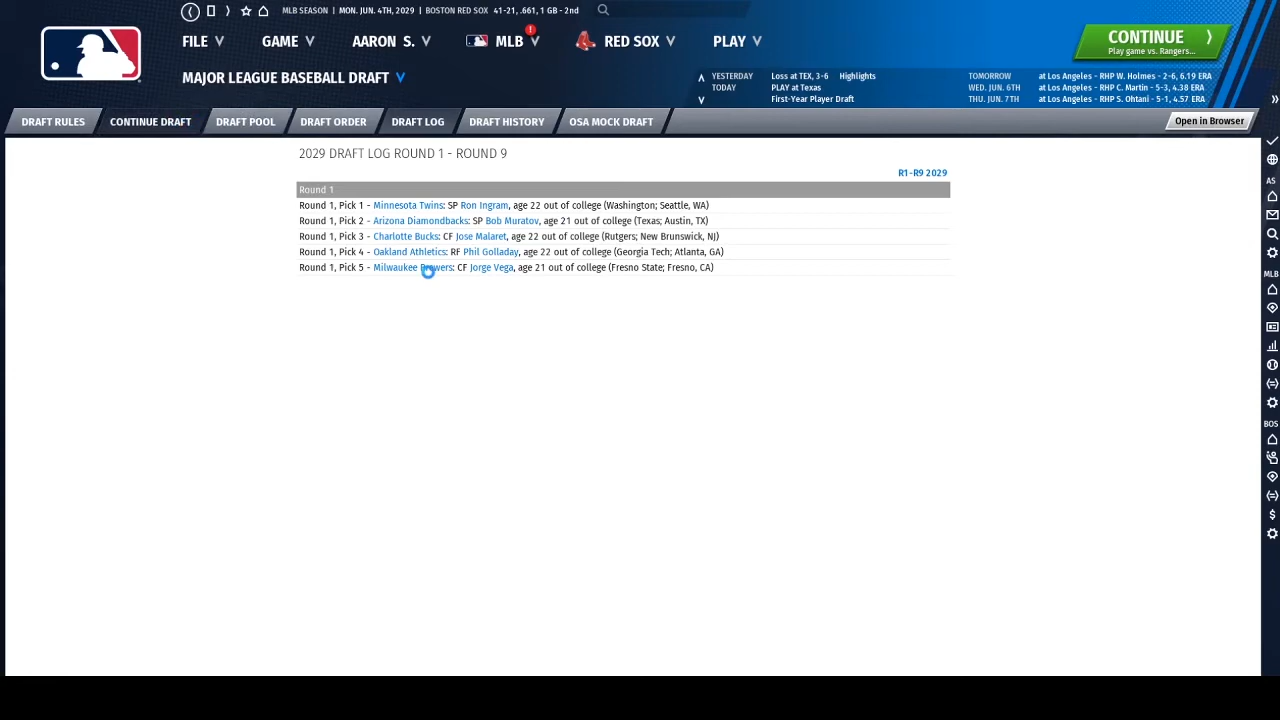 MLB SEASON | MON. JUN. 4TH, 2029 | BOSTON RED SOX 41-21, .661, 1 GB - 2nd
FILE GAME AARON S. MLB ! RED SOX PLAY
CONTINUE
Play game vs. Rangers...
MAJOR LEAGUE BASEBALL DRAFT
YESTERDAY Loss at TEX, 3-6 Highlights TOMORROW at Los Angeles - RHP W. Holmes - 2-6, 6.19 ERA
TODAY PLAY at Texas WED. JUN. 6TH at Los Angeles - RHP C. Martin - 5-3, 4.38 ERA
First-Year Player Draft THU. JUN. 7TH at Los Angeles - RHP S. Ohtani - 5-1, 4.57 ERA
DRAFT RULES CONTINUE DRAFT DRAFT POOL DRAFT ORDER DRAFT LOG DRAFT HISTORY OSA MOCK DRAFT Open in Browser
2029 DRAFT LOG ROUND 1 - ROUND 9
R1-R9 2029
Round 1
Round 1, Pick 1 - Minnesota Twins: SP Ron Ingram, age 22 out of college (Washington; Seattle, WA)
Round 1, Pick 2 - Arizona Diamondbacks: SP Bob Muratov, age 21 out of college (Texas; Austin, TX)
Round 1, Pick 3 - Charlotte Bucks: CF Jose Malaret, age 22 out of college (Rutgers; New Brunswick, NJ)
Round 1, Pick 4 - Oakland Athletics: RF Phil Golladay, age 22 out of college (Georgia Tech; Atlanta, GA)
Round 1, Pick 5 - Milwaukee Brewers: CF Jorge Vega, age 21 out of college (Fresno State; Fresno, CA)
AS
MLB
BOS